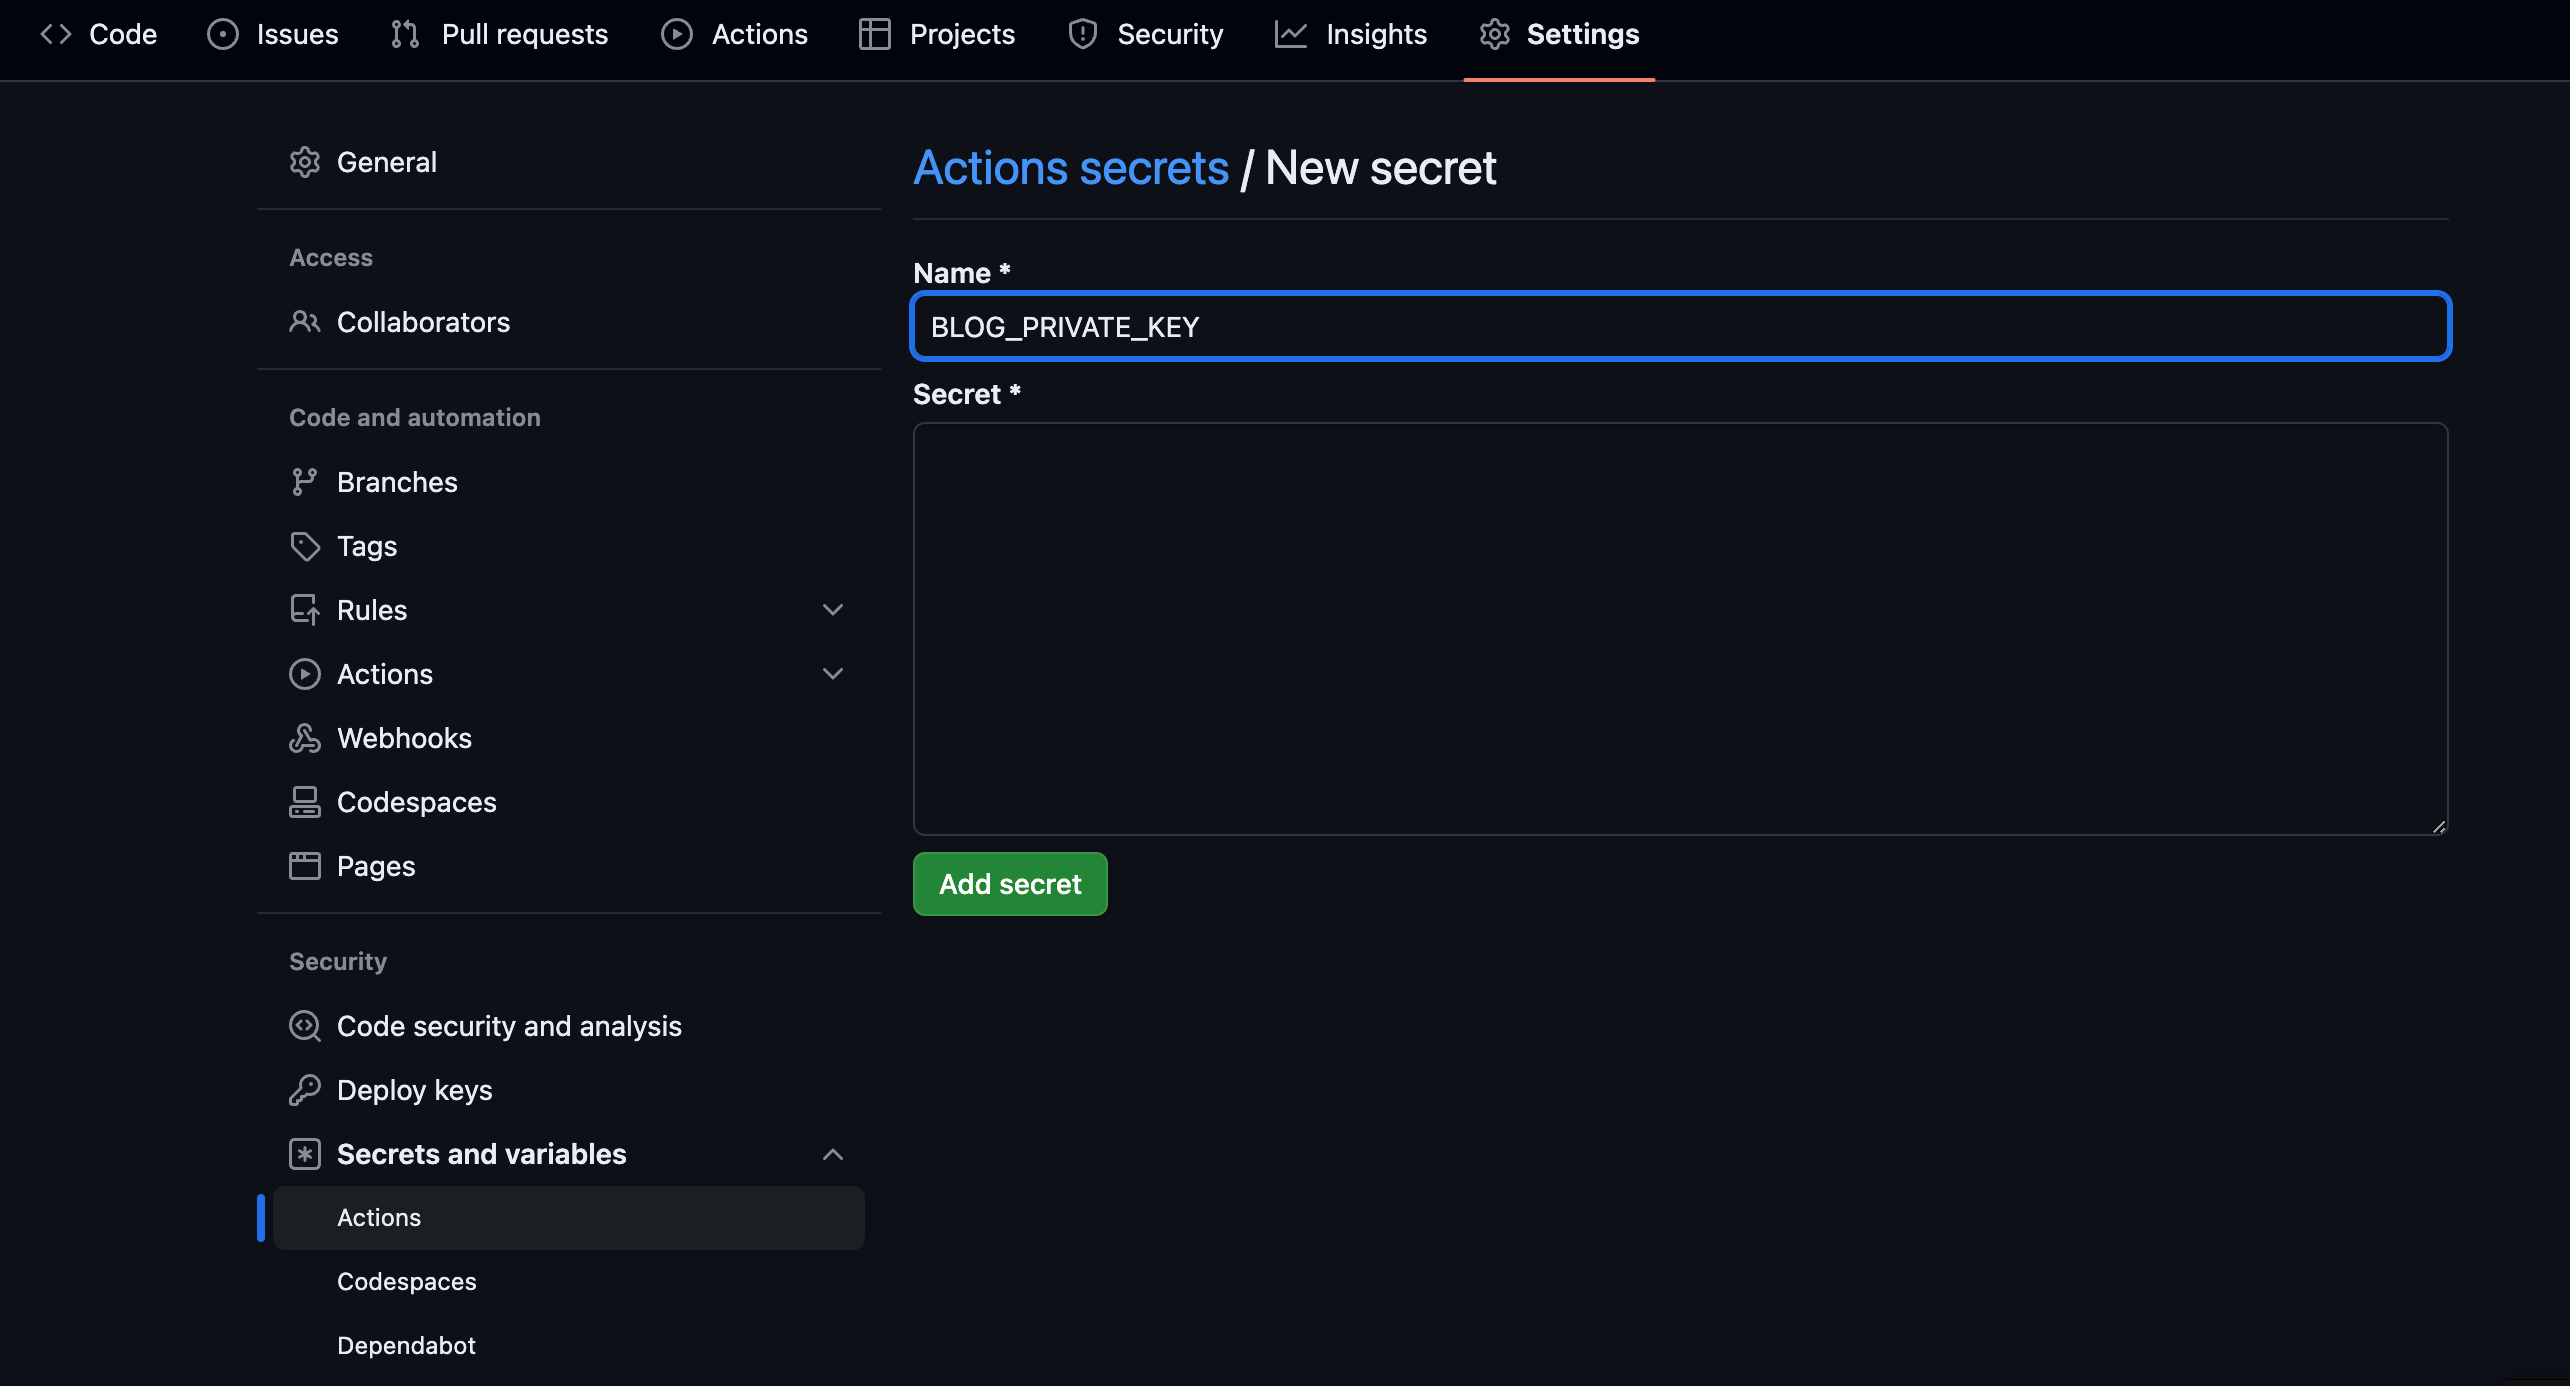 Code
Issues
Pull requests
Actions
Projects
Security
Insights
Settings
General
Access
Collaborators
Code and automation
Branches
Tags
Rules
Actions
Webhooks
Codespaces
Pages
Security
Code security and analysis
Deploy keys
Secrets and variables
Actions
Codespaces
Dependabot
Actions secrets / New secret
Name *
BLOG_PRIVATE_KEY
Secret *
Add secret